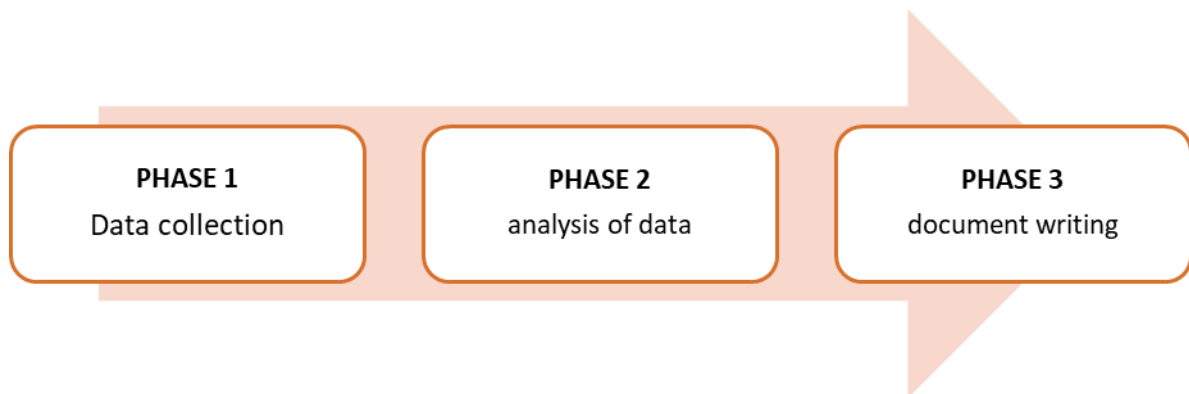 PHASE 1
Data collection
PHASE 2
analysis of data
PHASE 3
document writing